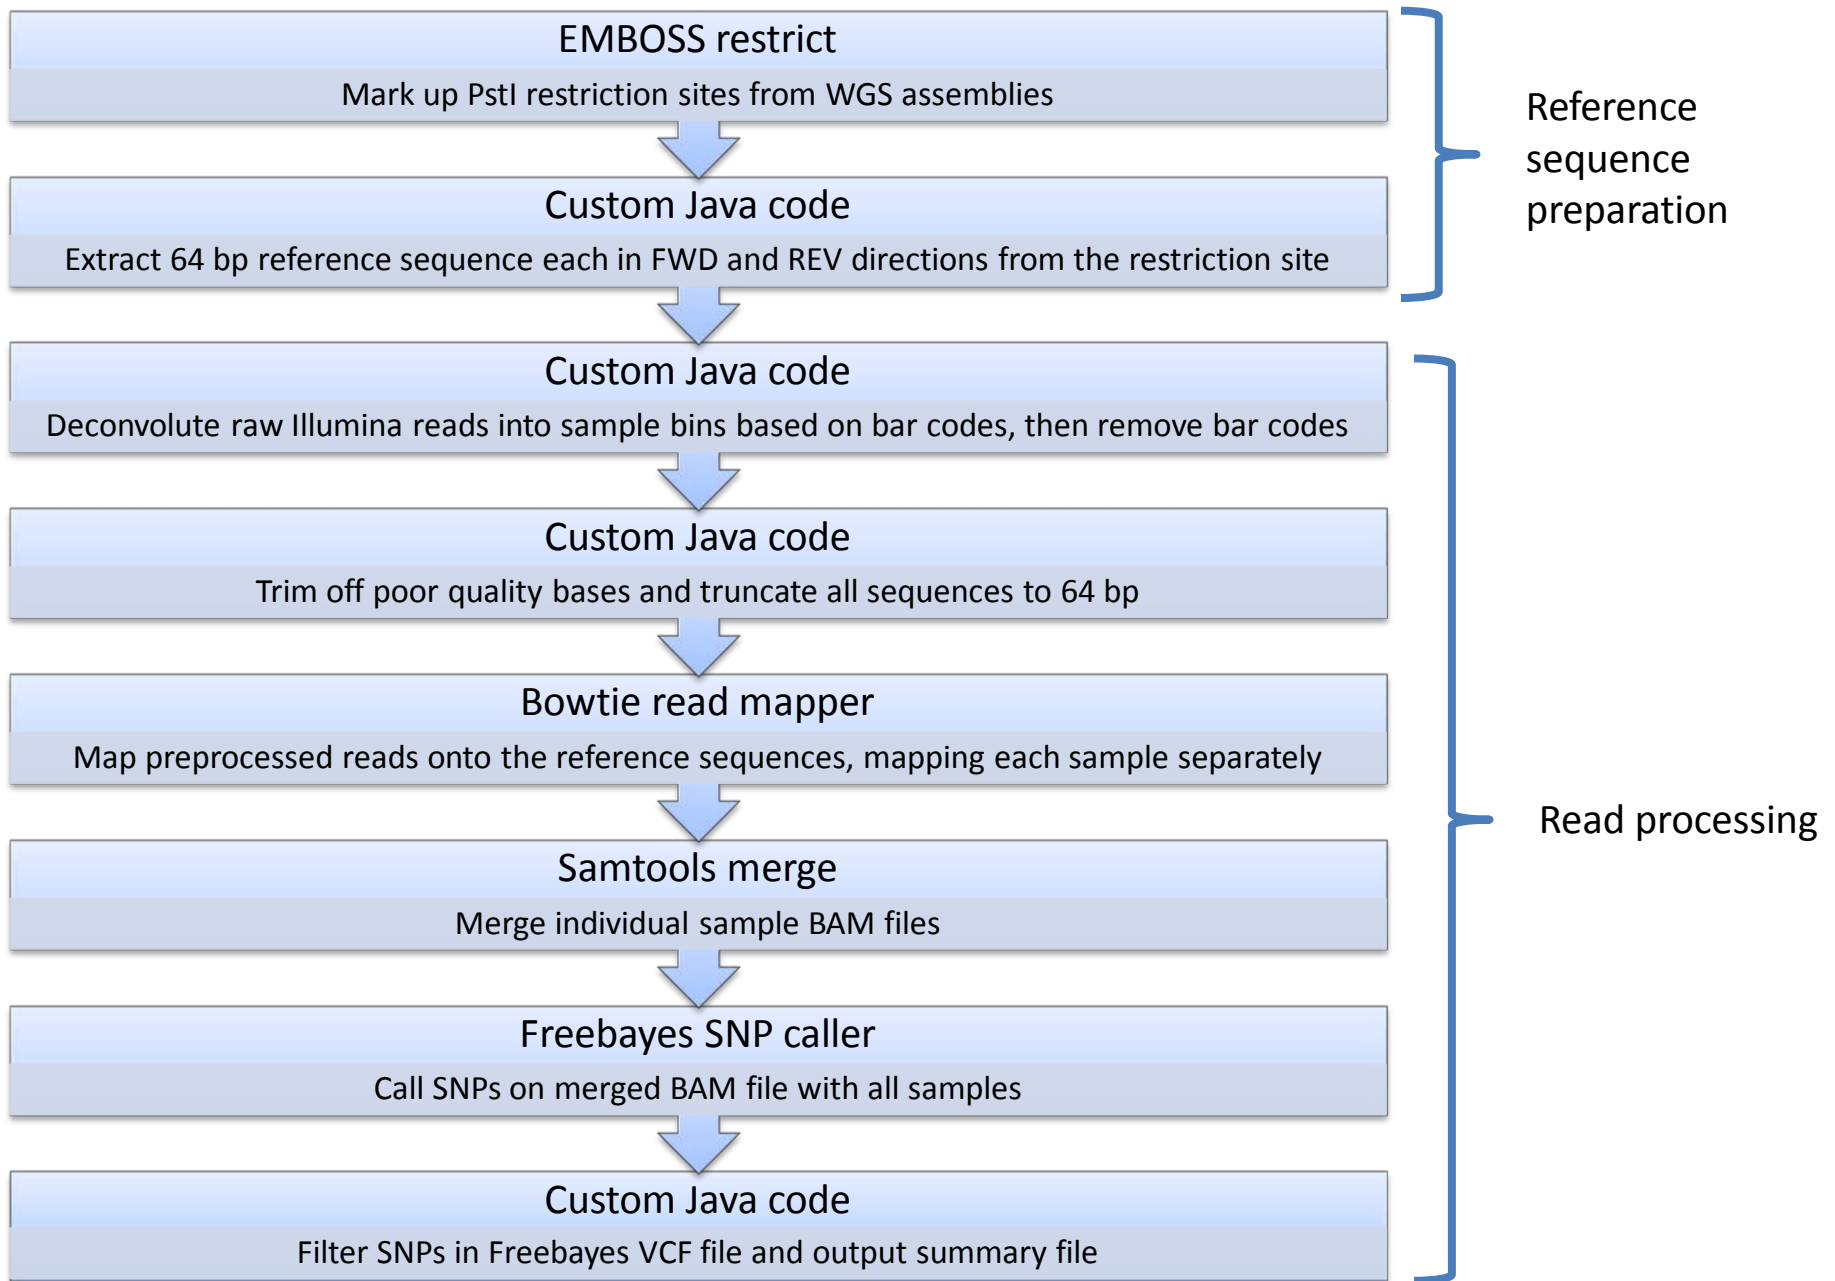 EMBOSS restrict
Mark up PstI restriction sites from WGS assemblies
Reference
sequence
preparation
Custom Java code
Extract 64 bp reference sequence each in FWD and REV directions from the restriction site
Custom Java code
Deconvolute raw Illumina reads into sample bins based on bar codes, then remove bar codes
Custom Java code
Trim off poor quality bases and truncate all sequences to 64 bp
Bowtie read mapper
Map preprocessed reads onto the reference sequences, mapping each sample separately
Read processing
Samtools merge
Merge individual sample BAM files
Freebayes SNP caller
Call SNPs on merged BAM file with all samples
Custom Java code
Filter SNPs in Freebayes VCF file and output summary file